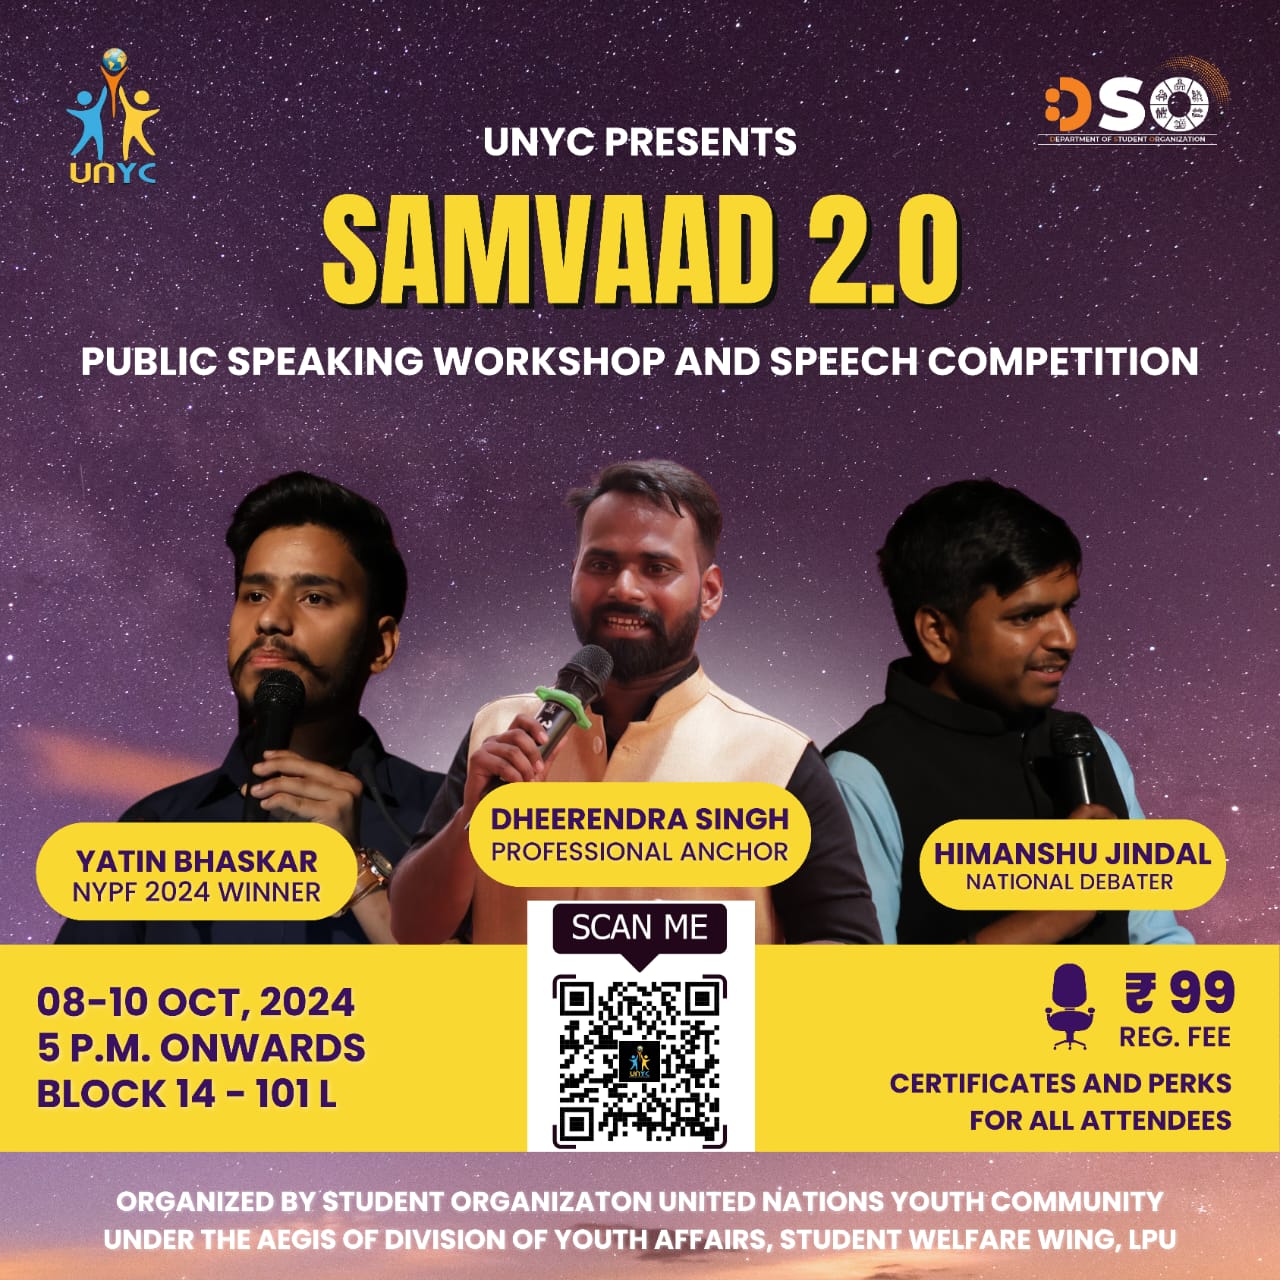 UNYC
DSO
DEPARTMENT OF STUDENT ORGANIZATION
UNYC PRESENTS
SAMVAAD 2.0
PUBLIC SPEAKING WORKSHOP AND SPEECH COMPETITION
YATIN BHASKAR
NYPF 2024 WINNER
DHEERENDRA SINGH
PROFESSIONAL ANCHOR
HIMANSHU JINDAL
NATIONAL DEBATER
08-10 OCT, 2024
5 P.M. ONWARDS
BLOCK 14 - 101 L
SCAN ME
UNYC
₹ 99
REG. FEE
CERTIFICATES AND PERKS
FOR ALL ATTENDEES
ORGANIZED BY STUDENT ORGANIZATON UNITED NATIONS YOUTH COMMUNITY
UNDER THE AEGIS OF DIVISION OF YOUTH AFFAIRS, STUDENT WELFARE WING, LPU